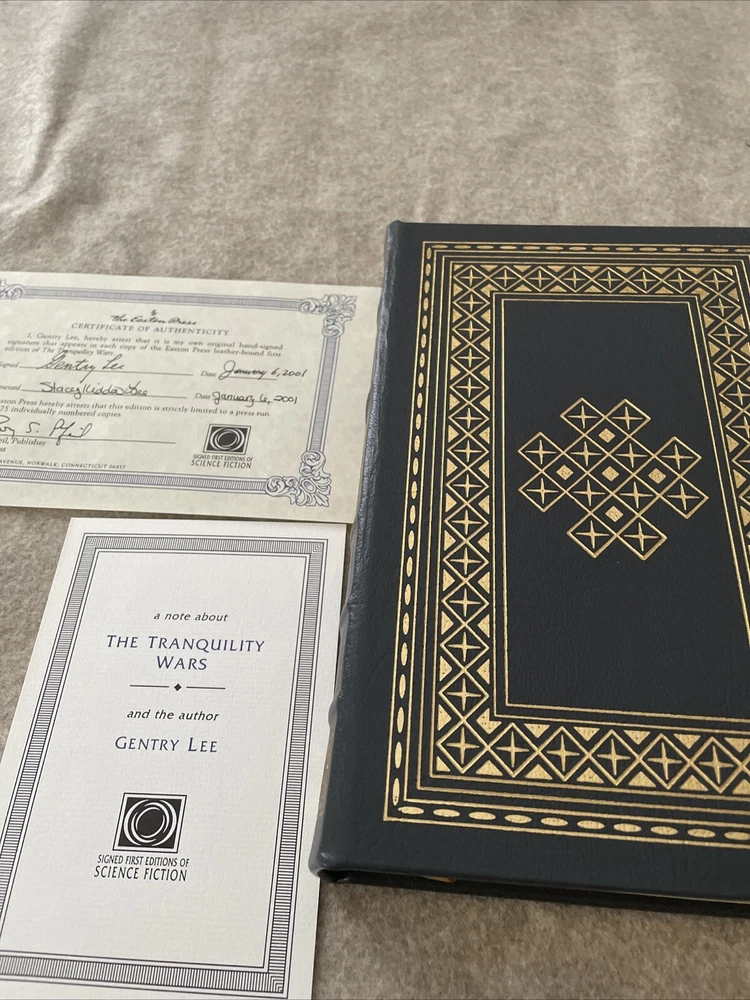 The Easton Press
CERTIFICATE OF AUTHENTICITY
I, Gentry Lee, hereby attest that it is my own original hand-signed
signature that appears in each copy of the Easton Press leather-bound first
edition of The Tranquility Wars.
Gentry Lee Date January 6, 2001
Stacey Kiddoo Lee Date January 6, 2001
Press hereby attests that this edition is strictly limited to a press run
75 individually numbered copies.
Publisher
AVENUE, NORWALK, CONNECTICUT 06857
SIGNED FIRST EDITIONS OF
SCIENCE FICTION
a note about
THE TRANQUILITY
WARS
and the author
GENTRY LEE
SIGNED FIRST EDITIONS OF
SCIENCE FICTION